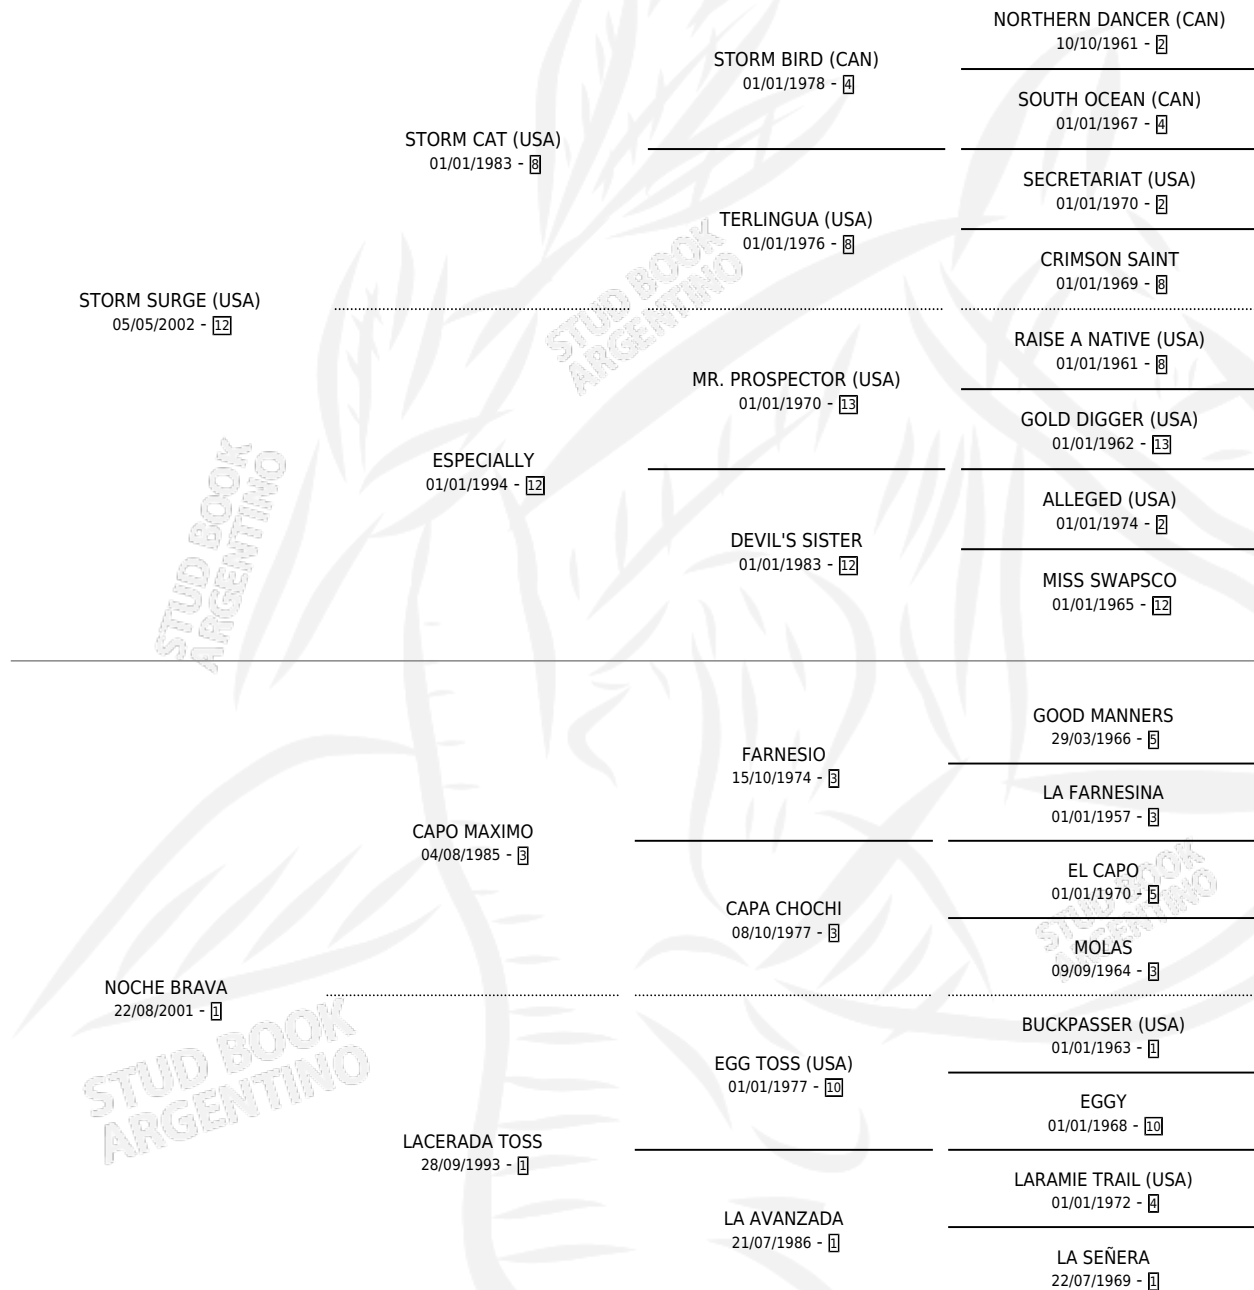 NORTHERN DANCER (CAN)
10/10/1961 - 2
STORM BIRD (CAN)
01/01/1978 - 4
SOUTH OCEAN (CAN)
01/01/1967 - 4
STORM CAT (USA)
01/01/1983 - 8
SECRETARIAT (USA)
01/01/1970 - 2
TERLINGUA (USA)
01/01/1976 - 8
CRIMSON SAINT
01/01/1969 - 8
STORM SURGE (USA)
05/05/2002 - 12
RAISE A NATIVE (USA)
01/01/1961 - 8
MR. PROSPECTOR (USA)
01/01/1970 - 13
GOLD DIGGER (USA)
01/01/1962 - 13
ESPECIALLY
01/01/1994 - 12
ALLEGED (USA)
01/01/1974 - 2
DEVIL'S SISTER
01/01/1983 - 12
MISS SWAPSCO
01/01/1965 - 12
GOOD MANNERS
29/03/1966 - 5
FARNESIO
15/10/1974 - 3
LA FARNESINA
01/01/1957 - 3
CAPO MAXIMO
04/08/1985 - 3
EL CAPO
01/01/1970 - 5
CAPA CHOCHI
08/10/1977 - 3
MOLAS
09/09/1964 - 3
NOCHE BRAVA
22/08/2001 - 1
BUCKPASSER (USA)
01/01/1963 - 1
EGG TOSS (USA)
01/01/1977 - 10
EGGY
01/01/1968 - 10
LACERADA TOSS
28/09/1993 - 1
LARAMIE TRAIL (USA)
01/01/1972 - 4
LA AVANZADA
21/07/1986 - 1
LA SEÑERA
22/07/1969 - 1
STUD BOOK
ARGENTINO
STUD BOOK
ARGENTINO
STUD BOOK
ARGENTINO
STUD BOOK
ARGENTINO